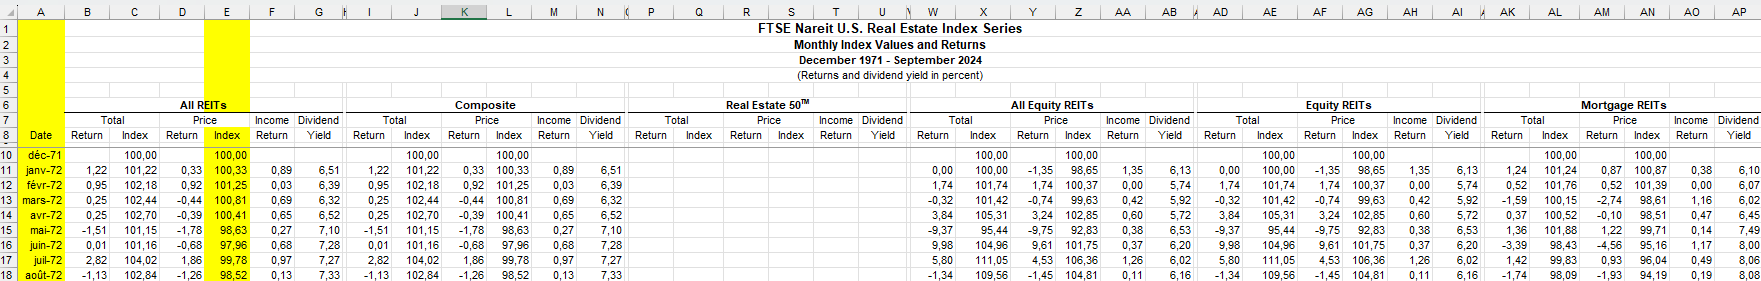 A B C D E F G H I J K L M N O P Q R S T U V W X Y Z AA AB A AD AE AF AG AH AI A AK AL AM AN AO AP
1 FTSE Nareit U.S. Real Estate Index Series
2 Monthly Index Values and Returns
3 December 1971 - September 2024
4 (Returns and dividend yield in percent)
5
6 All REITs Composite Real Estate 50TM All Equity REITs Equity REITs Mortgage REITs
7 Total Price Income Dividend Total Price Income Dividend Total Price Income Dividend Total Price Income Dividend Total Price Income Dividend Total Price Income Dividend
8 Date Return Index Return Index Return Yield Return Index Return Index Return Yield Return Index Return Index Return Yield Return Index Return Index Return Yield Return Index Return Index Return Yield Return Index Return Index Return Yield
10 déc-71 100,00 100,00 100,00 100,00 100,00 100,00 100,00 100,00 100,00 100,00
11 janv-72 1,22 101,22 0,33 100,33 0,89 6,51 1,22 101,22 0,33 100,33 0,89 6,51 0,00 100,00 -1,35 98,65 1,35 6,13 0,00 100,00 -1,35 98,65 1,35 6,13 1,24 101,24 0,87 100,87 0,38 6,10
12 févr-72 0,95 102,18 0,92 101,25 0,03 6,39 0,95 102,18 0,92 101,25 0,03 6,39 1,74 101,74 1,74 100,37 0,00 5,74 1,74 101,74 1,74 100,37 0,00 5,74 0,52 101,76 0,52 101,39 0,00 6,07
13 mars-72 0,25 102,44 -0,44 100,81 0,69 6,32 0,25 102,44 -0,44 100,81 0,69 6,32 -0,32 101,42 -0,74 99,63 0,42 5,92 -0,32 101,42 -0,74 99,63 0,42 5,92 -1,59 100,15 -2,74 98,61 1,16 6,02
14 avr-72 0,25 102,70 -0,39 100,41 0,65 6,52 0,25 102,70 -0,39 100,41 0,65 6,52 3,84 105,31 3,24 102,85 0,60 5,72 3,84 105,31 3,24 102,85 0,60 5,72 0,37 100,52 -0,10 98,51 0,47 6,45
15 mai-72 -1,51 101,15 -1,78 98,63 0,27 7,10 -1,51 101,15 -1,78 98,63 0,27 7,10 -9,37 95,44 -9,75 92,83 0,38 6,53 -9,37 95,44 -9,75 92,83 0,38 6,53 1,36 101,88 1,22 99,71 0,14 7,49
16 juin-72 0,01 101,16 -0,68 97,96 0,68 7,28 0,01 101,16 -0,68 97,96 0,68 7,28 9,98 104,96 9,61 101,75 0,37 6,20 9,98 104,96 9,61 101,75 0,37 6,20 -3,39 98,43 -4,56 95,16 1,17 8,00
17 juil-72 2,82 104,02 1,86 99,78 0,97 7,27 2,82 104,02 1,86 99,78 0,97 7,27 5,80 111,05 4,53 106,36 1,26 6,02 5,80 111,05 4,53 106,36 1,26 6,02 1,42 99,83 0,93 96,04 0,49 8,06
18 août-72 -1,13 102,84 -1,26 98,52 0,13 7,33 -1,13 102,84 -1,26 98,52 0,13 7,33 -1,34 109,56 -1,45 104,81 0,11 6,16 -1,34 109,56 -1,45 104,81 0,11 6,16 -1,74 98,09 -1,93 94,19 0,19 8,08